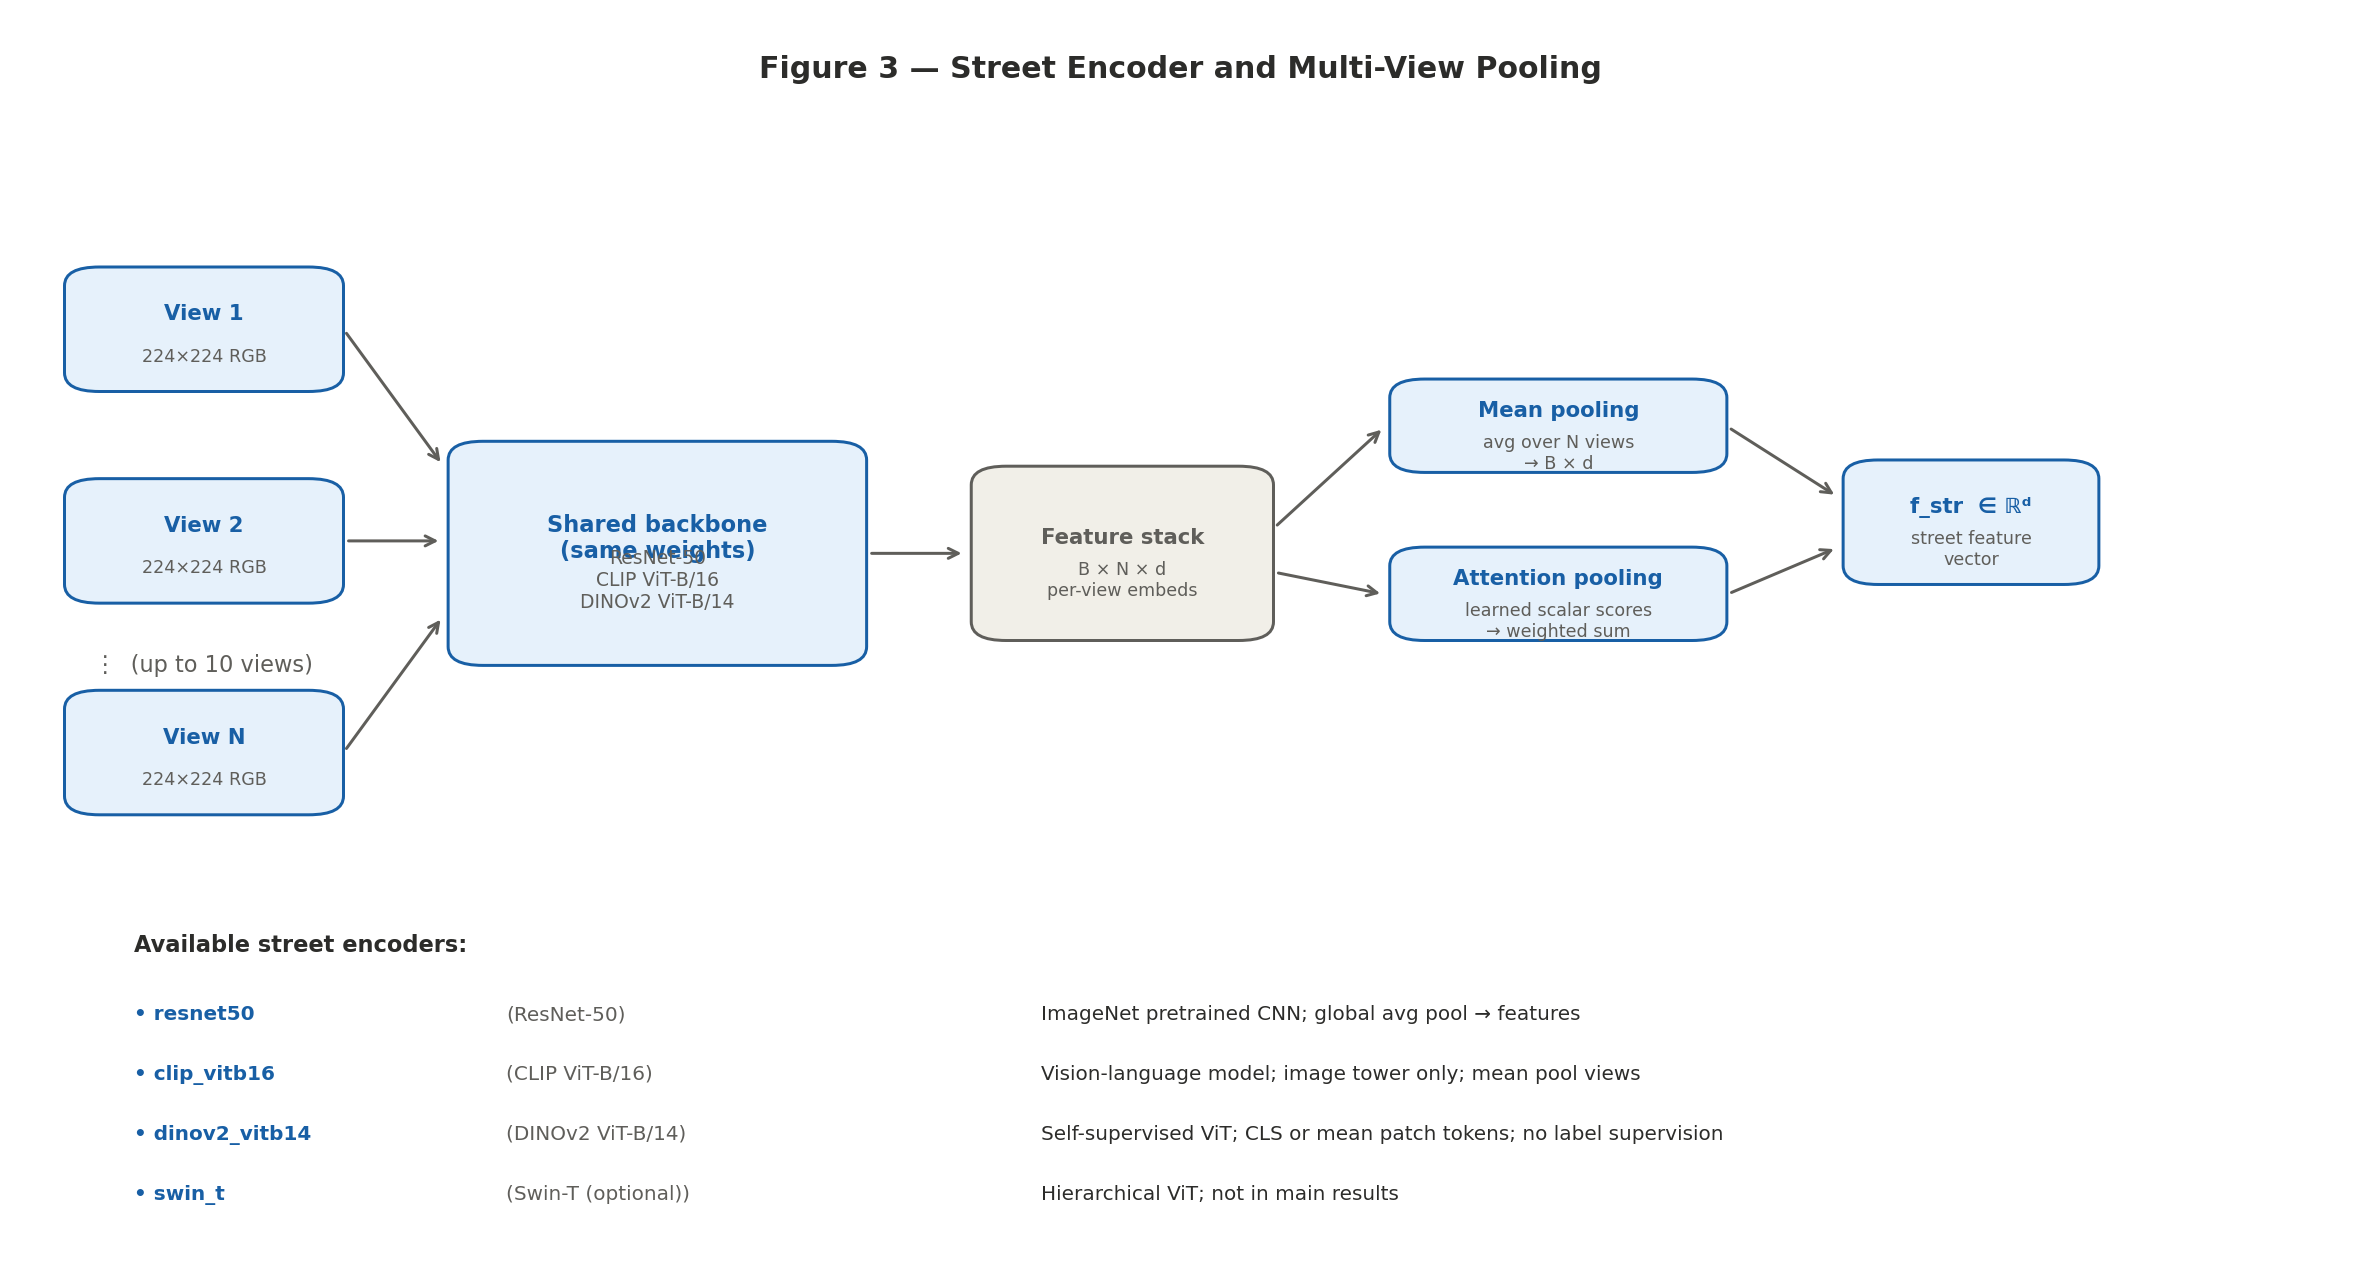 Figure 3 — Street Encoder and Multi-View Pooling
View 1
224×224 RGB
View 2
224×224 RGB
⋮ (up to 10 views)
View N
224×224 RGB
Shared backbone
(same weights)
ResNet-50
CLIP ViT-B/16
DINOv2 ViT-B/14
Feature stack
B × N × d
per-view embeds
Mean pooling
avg over N views
→ B × d
Attention pooling
learned scalar scores
→ weighted sum
f_str ∈ ℝᵈ
street feature
vector
Available street encoders:
• resnet50 (ResNet-50) ImageNet pretrained CNN; global avg pool → features
• clip_vitb16 (CLIP ViT-B/16) Vision-language model; image tower only; mean pool views
• dinov2_vitb14 (DINOv2 ViT-B/14) Self-supervised ViT; CLS or mean patch tokens; no label supervision
• swin_t (Swin-T (optional)) Hierarchical ViT; not in main results